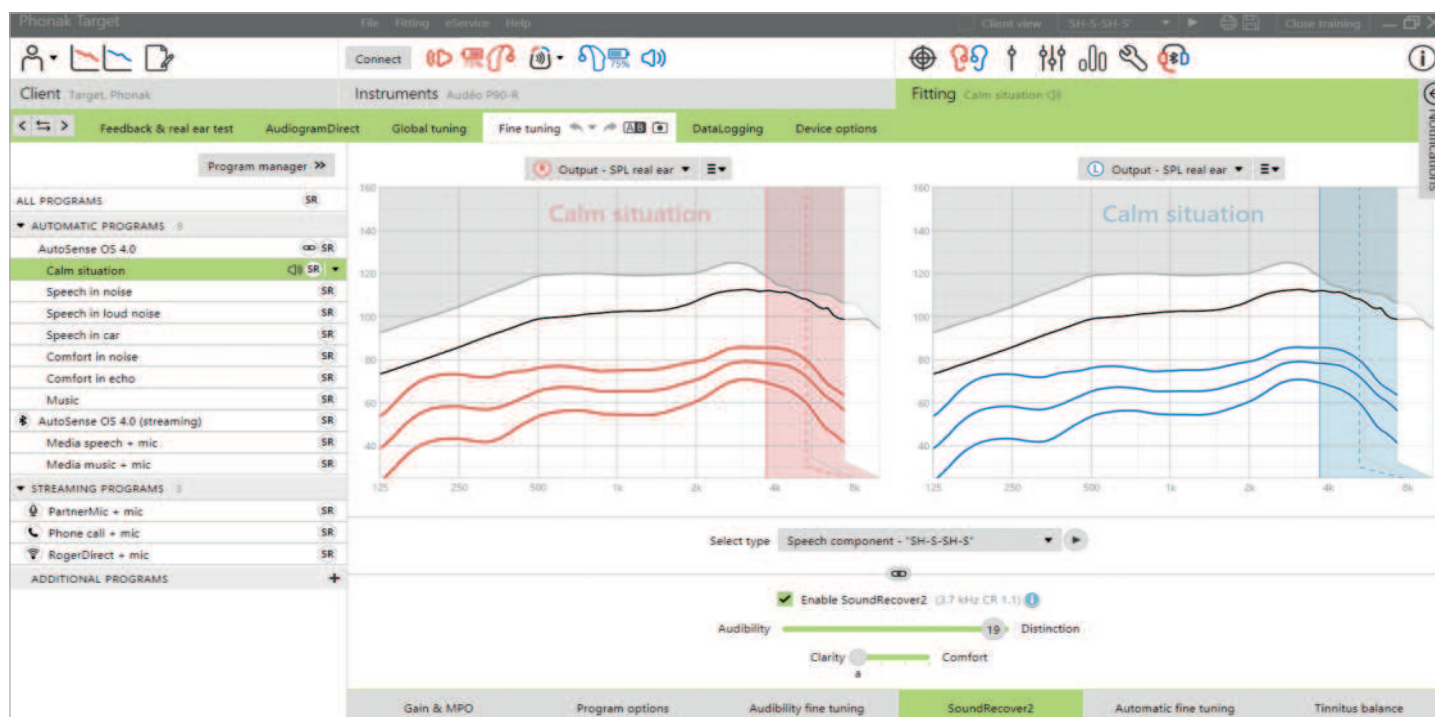 Phonak Target File Fitting eService Help Client view 'SH-S-SH-S' Close training
Connect 75%
Client Target, Phonak Instruments Audéo P90-R Fitting Calm situation
Feedback & real ear test AudiogramDirect Global tuning Fine tuning AB DataLogging Device options
Notifications
Program manager
R Output - SPL real ear
L Output - SPL real ear
ALL PROGRAMS SR
AUTOMATIC PROGRAMS
AutoSense OS 4.0 SR
Calm situation SR
Speech in noise SR
Speech in loud noise SR
Speech in car SR
Comfort in noise SR
Comfort in echo SR
Music SR
AutoSense OS 4.0 (streaming) SR
Media speech + mic SR
Media music + mic SR
STREAMING PROGRAMS 3
PartnerMic + mic SR
Phone call + mic SR
RogerDirect + mic SR
ADDITIONAL PROGRAMS +
Calm situation
160
140
120
100
80
60
40
125 250 500 1k 2k 4k 8k
Calm situation
160
140
120
100
80
60
40
125 250 500 1k 2k 4k 8k
Select type Speech component - "SH-S-SH-S"
Enable SoundRecover2 (3.7 kHz CR 1.1) i
Audibility 19 Distinction
Clarity Comfort
a
Gain & MPO Program options Audibility fine tuning SoundRecover2 Automatic fine tuning Tinnitus balance